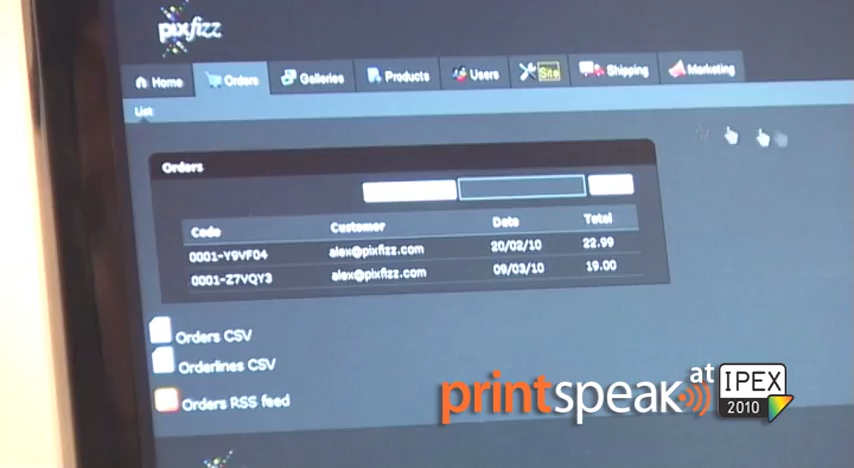 pixfizz
Home Orders Galleries Products Users Site Shipping Marketing
List
Orders
Code Customer Date Total
0001-Y9VF04 alex@pixfizz.com 20/02/10 22.99
0001-Z7VQY3 alex@pixfizz.com 09/03/10 19.00
Orders CSV
Orderlines CSV
Orders RSS feed
printspeak at IPEX
2010